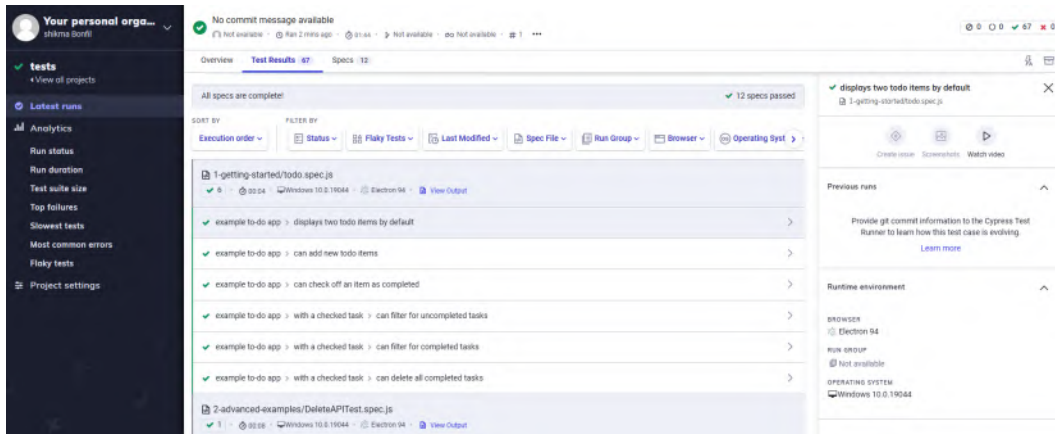 Your personal orga...
shikma Bonfil
tests
View all projects
Latest runs
Analytics
Run status
Run duration
Test suite size
Top failures
Slowest tests
Most common errors
Flaky tests
Project settings
No commit message available
Not available · Ran 2 mins ago · 01:44 · Not available · Not available · # 1 •••
0 0 67 0
Overview Test Results 67 Specs 12
All specs are complete! 12 specs passed
SORT BY FILTER BY
Execution order Status Flaky Tests Last Modified Spec File Run Group Browser Operating Syst
1-getting-started/todo.spec.js
6 · 00:04 · Windows 10.0.19044 · Electron 94 · View Output
example to-do app > displays two todo items by default
example to-do app > can add new todo items
example to-do app > can check off an item as completed
example to-do app > with a checked task > can filter for uncompleted tasks
example to-do app > with a checked task > can filter for completed tasks
example to-do app > with a checked task > can delete all completed tasks
2-advanced-examples/DeleteAPITest.spec.js
1 · Windows 10.0.19044 · Electron 94 · View Output
displays two todo items by default
1-getting-started/todo.spec.js
Create issue Screenshots Watch video
Previous runs
Provide git commit information to the Cypress Test
Runner to learn how this test case is evolving.
Learn more
Runtime environment
BROWSER
Electron 94
RUN GROUP
Not available
OPERATING SYSTEM
Windows 10.0.19044